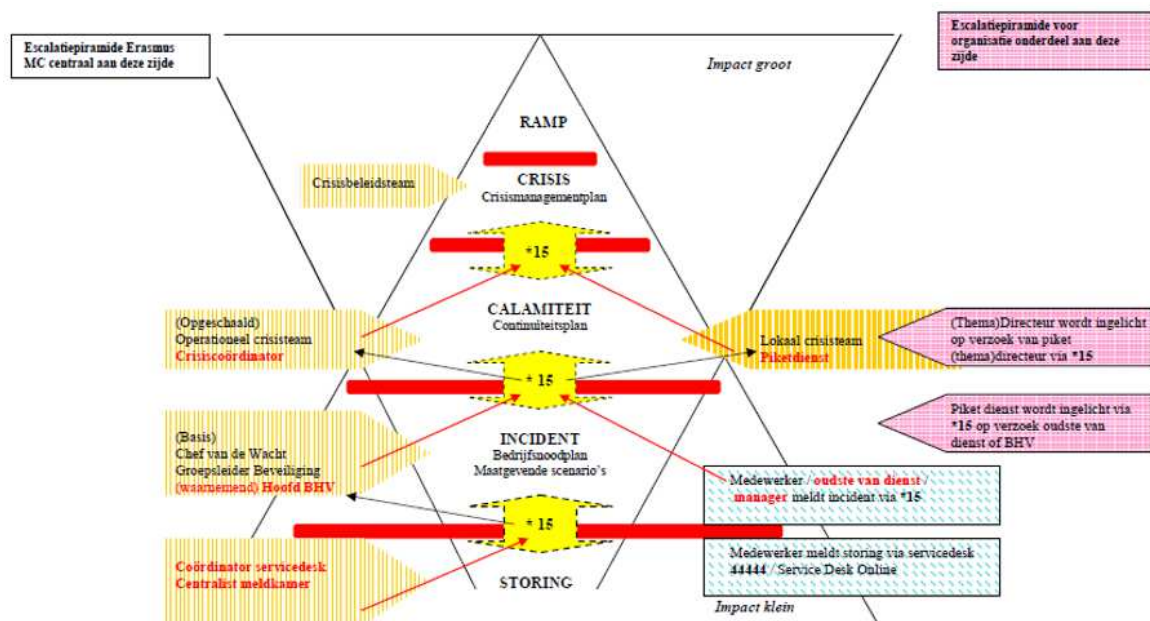 Escalatiepiramide Erasmus
MC centraal aan deze zijde
Escalatiepiramide voor
organisatie onderdeel aan deze
zijde
Impact groot
RAMP
Crisisbeleidsteam
CRISIS
Crisismanagementplan
*15
(Opgeschaald)
Operationeel crisisteam
Crisiscoördinator
CALAMITEIT
Continuïteitsplan
Lokaal crisisteam
Piketdienst
(Thema)Directeur wordt ingelicht
op verzoek van piket
(thema)directeur via *15
* 15
Piket dienst wordt ingelicht via
*15 op verzoek oudste van
dienst of BHV
(Basis)
Chef van de Wacht
Groepsleider Beveiliging
(waarnemend) Hoofd BHV
INCIDENT
Bedrijfsnoodplan
Maatgevende scenario's
Medewerker / oudste van dienst /
manager meldt incident via *15
* 15
Coördinator servicedesk
Centralist meldkamer
Medewerker meldt storing via servicedesk
44444 / Service Desk Online
STORING
Impact klein